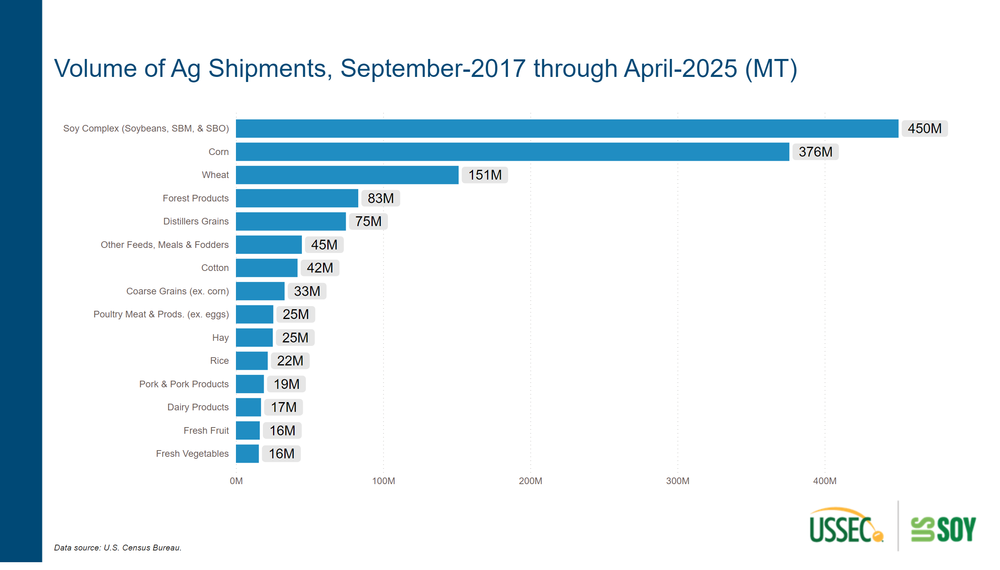 Volume of Ag Shipments, September-2017 through April-2025 (MT)
Soy Complex (Soybeans, SBM, & SBO) 450M
Corn 376M
Wheat 151M
Forest Products 83M
Distillers Grains 75M
Other Feeds, Meals & Fodders 45M
Cotton 42M
Coarse Grains (ex. corn) 33M
Poultry Meat & Prods. (ex. eggs) 25M
Hay 25M
Rice 22M
Pork & Pork Products 19M
Dairy Products 17M
Fresh Fruit 16M
Fresh Vegetables 16M
0M 100M 200M 300M 400M
USSEC US SOY
Data source: U.S. Census Bureau.